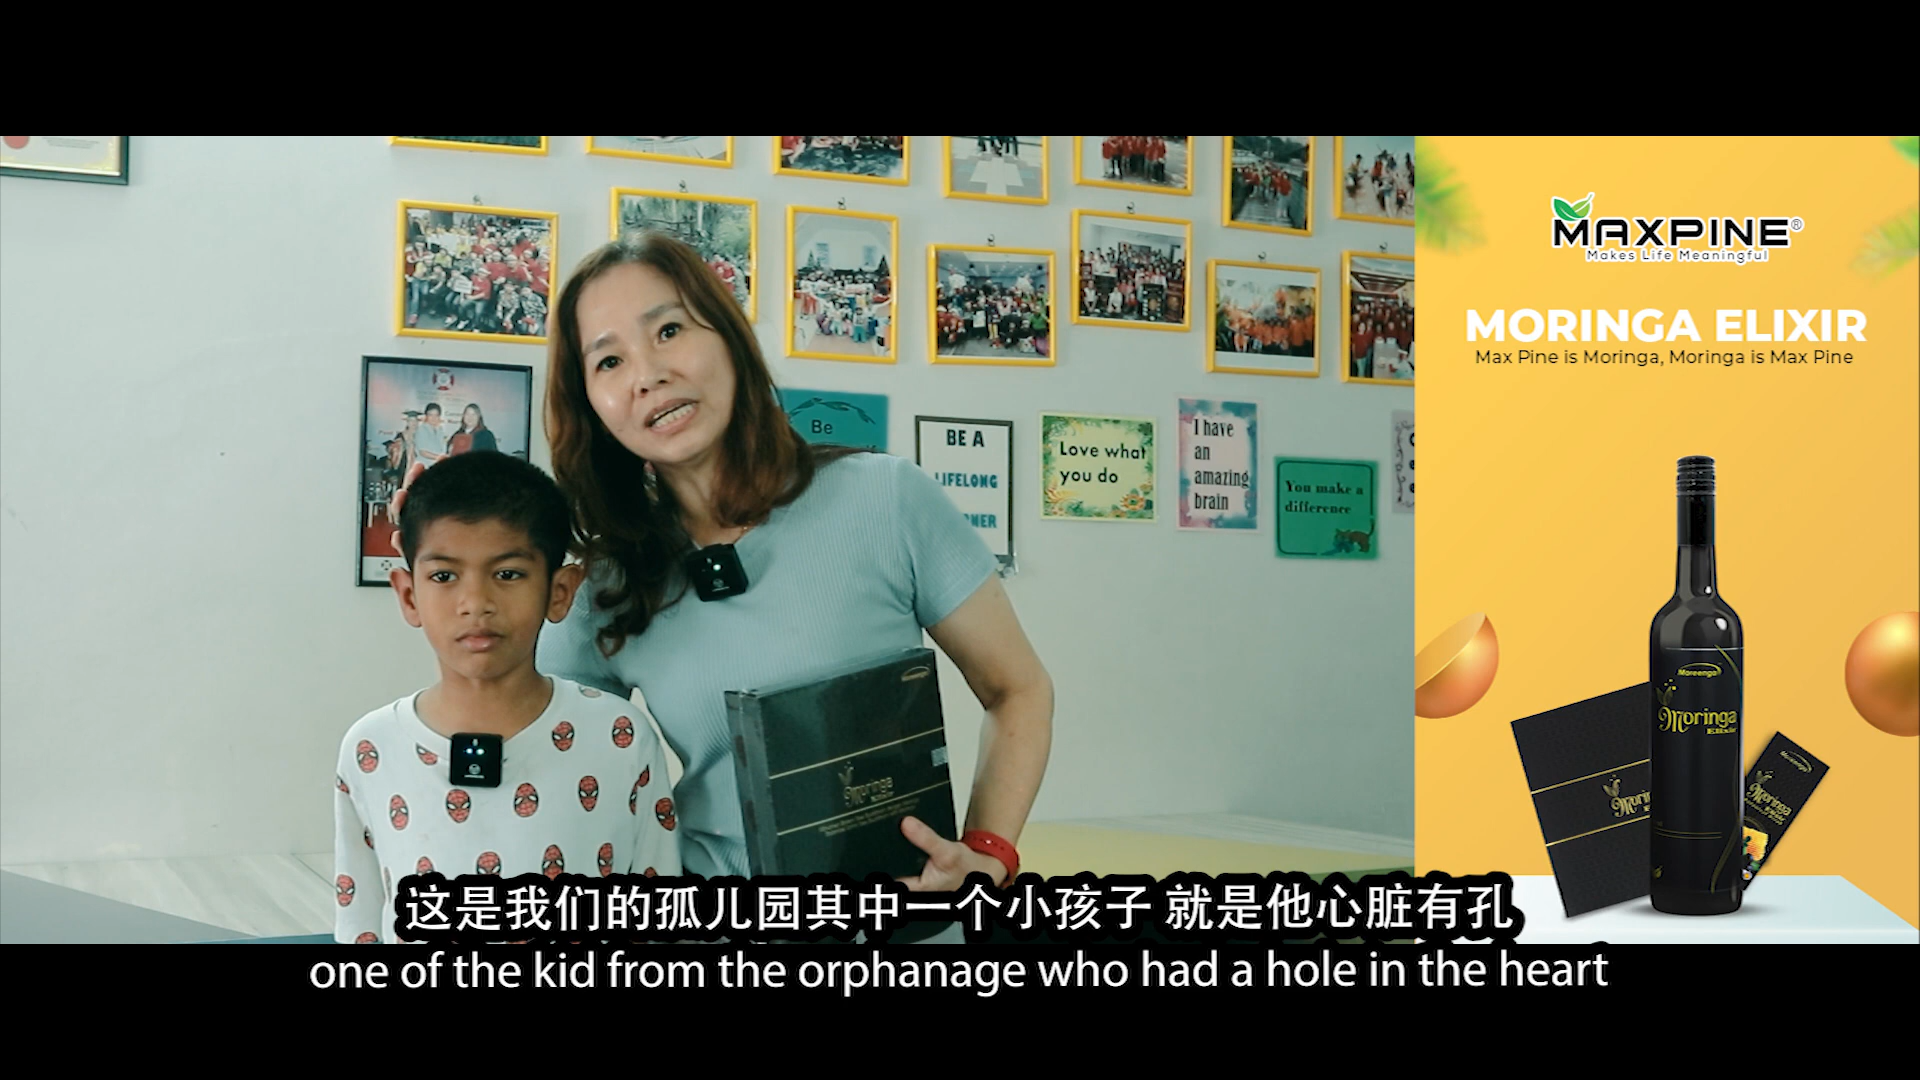 MAXPINE®
Makes Life Meaningful
MORINGA ELIXIR
Max Pine is Moringa, Moringa is Max Pine
Be
BE A
LIFELONG
Love what
you do
I have
an
amazing
brain
You make a
difference
Moringa
Moreenga
Moringa
Elixir
Moringa
这是我们的孤儿园其中一个小孩子 就是他心脏有孔
one of the kid from the orphanage who had a hole in the heart